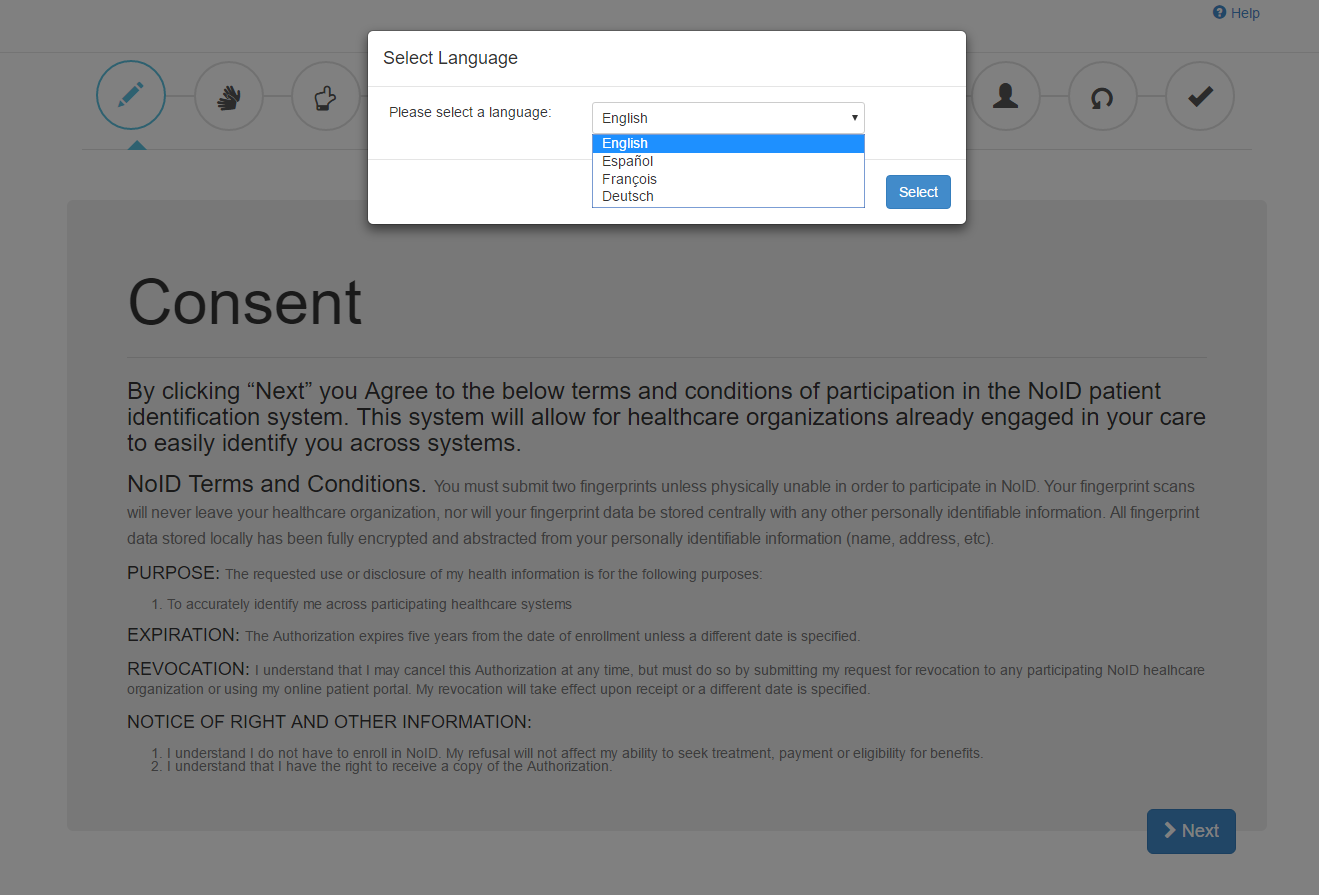 Help
Select Language
Please select a language:
English
English
Español
François
Deutsch
Select
Consent
By clicking “Next” you Agree to the below terms and conditions of participation in the NoID patient
identification system. This system will allow for healthcare organizations already engaged in your care
to easily identify you across systems.
NoID Terms and Conditions. You must submit two fingerprints unless physically unable in order to participate in NoID. Your fingerprint scans
will never leave your healthcare organization, nor will your fingerprint data be stored centrally with any other personally identifiable information. All fingerprint
data stored locally has been fully encrypted and abstracted from your personally identifiable information (name, address, etc).
PURPOSE: The requested use or disclosure of my health information is for the following purposes:
1. To accurately identify me across participating healthcare systems
EXPIRATION: The Authorization expires five years from the date of enrollment unless a different date is specified.
REVOCATION: I understand that I may cancel this Authorization at any time, but must do so by submitting my request for revocation to any participating NoID healhcare
organization or using my online patient portal. My revocation will take effect upon receipt or a different date is specified.
NOTICE OF RIGHT AND OTHER INFORMATION:
1. I understand I do not have to enroll in NoID. My refusal will not affect my ability to seek treatment, payment or eligibility for benefits.
2. I understand that I have the right to receive a copy of the Authorization.
Next